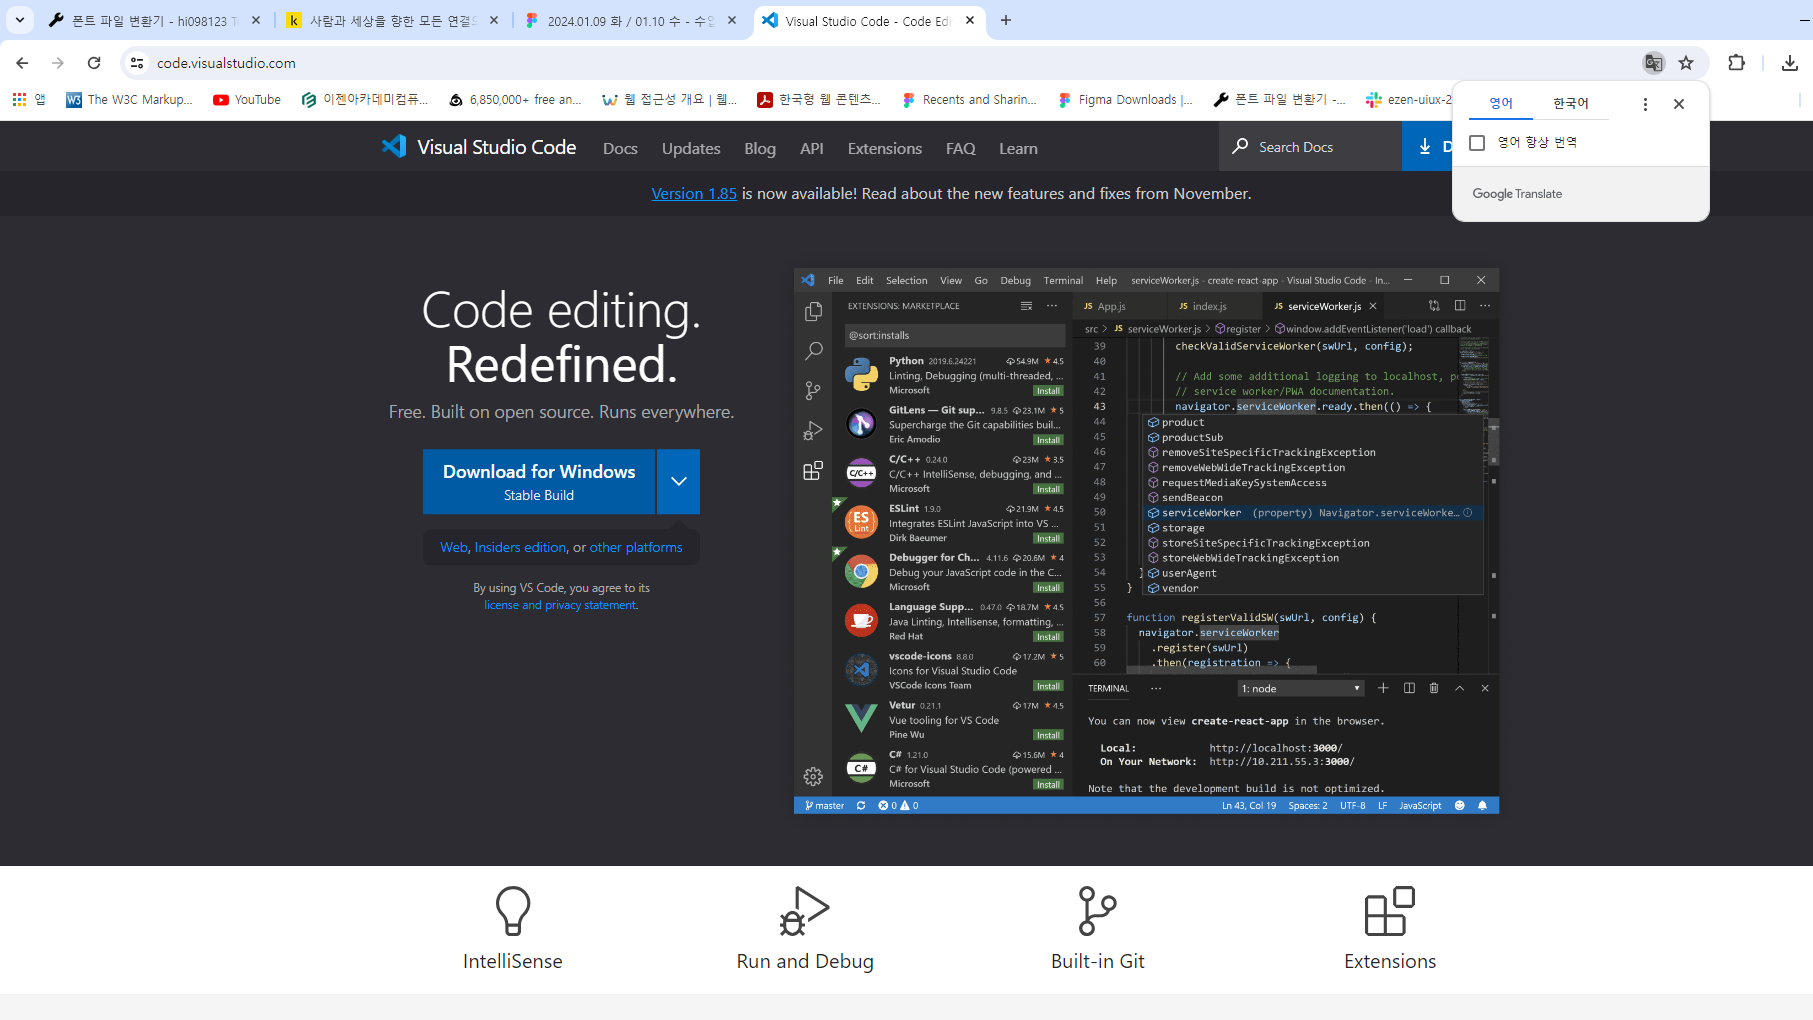 폰트 파일 변환기 - hi098123 T
사람과 세상을 향한 모든 연결의
2024.01.09 화 / 01.10 수 - 수업
Visual Studio Code - Code Edi
code.visualstudio.com
앱
The W3C Markup...
YouTube
이젠아카데미컴퓨...
6,850,000+ free an...
웹 접근성 개요 | 웹...
한국형 웹 콘텐츠...
Recents and Sharin...
Figma Downloads |...
폰트 파일 변환기 -...
ezen-uiux-2
영어
한국어
영어 항상 번역
Google Translate
Visual Studio Code
Docs
Updates
Blog
API
Extensions
FAQ
Learn
Search Docs
D
Version 1.85 is now available! Read about the new features and fixes from November.
Code editing.
Redefined.
Free. Built on open source. Runs everywhere.
Download for Windows
Stable Build
Web, Insiders edition, or other platforms
By using VS Code, you agree to its
license and privacy statement.
File Edit Selection View Go Debug Terminal Help serviceWorker.js - create-react-app - Visual Studio Code - In...
EXTENSIONS: MARKETPLACE
@sort:installs
Python 2019.6.24221 54.9M 4.5
Linting, Debugging (multi-threaded, ...
Microsoft Install
GitLens — Git sup... 9.8.5 23.1M 5
Supercharge the Git capabilities buil...
Eric Amodio Install
C/C++
C/C++ 0.24.0 23M 3.5
C/C++ IntelliSense, debugging, and ...
Microsoft Install
ES
Lint
ESLint 1.9.0 21.9M 4.5
Integrates ESLint JavaScript into VS ...
Dirk Baeumer Install
Debugger for Ch... 4.11.6 20.6M 4
Debug your JavaScript code in the C...
Microsoft Install
Language Supp... 0.47.0 18.7M 4.5
Java Linting, Intellisense, formatting, ...
Red Hat Install
vscode-icons 8.8.0 17.2M 5
Icons for Visual Studio Code
VSCode Icons Team Install
Vetur 0.21.1 17M 4.5
Vue tooling for VS Code
Pine Wu Install
C#
C# 1.21.0 15.6M 4
C# for Visual Studio Code (powered ...
Microsoft Install
JS App.js
JS index.js
JS serviceWorker.js
src > JS serviceWorker.js > register > window.addEventListener('load') callback
39 checkValidServiceWorker(swUrl, config);
40
41 // Add some additional logging to localhost, po
42 // service worker/PWA documentation.
43 navigator.serviceWorker.ready.then(() => {
44 product
45 productSub
46 removeSiteSpecificTrackingException
47 removeWebWideTrackingException
48 requestMediaKeySystemAccess
49 sendBeacon
50 serviceWorker (property) Navigator.serviceWorke...
51 storage
52 storeSiteSpecificTrackingException
53 storeWebWideTrackingException
54 } userAgent
55 } vendor
56
57 function registerValidSW(swUrl, config) {
58 navigator.serviceWorker
59 .register(swUrl)
60 .then(registration => {
TERMINAL ... 1: node
You can now view create-react-app in the browser.
Local: http://localhost:3000/
On Your Network: http://10.211.55.3:3000/
Note that the development build is not optimized.
master 0 0 Ln 43, Col 19 Spaces: 2 UTF-8 LF JavaScript
IntelliSense
Run and Debug
Built-in Git
Extensions